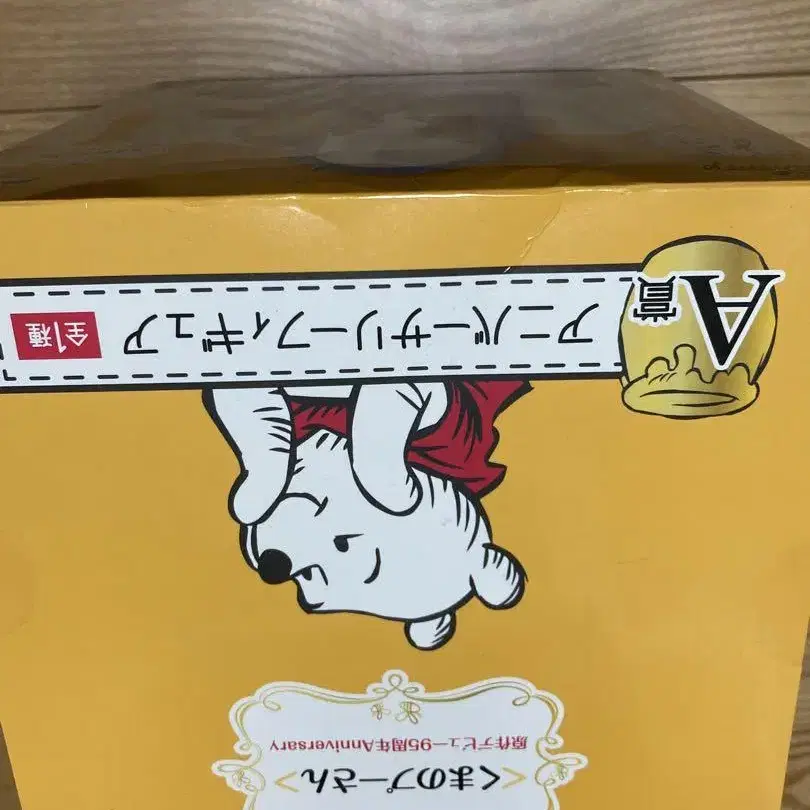 くまのプーさん
原作デビュー95周年Anniversary
A賞
アニバーサリーフィギュア
全1種